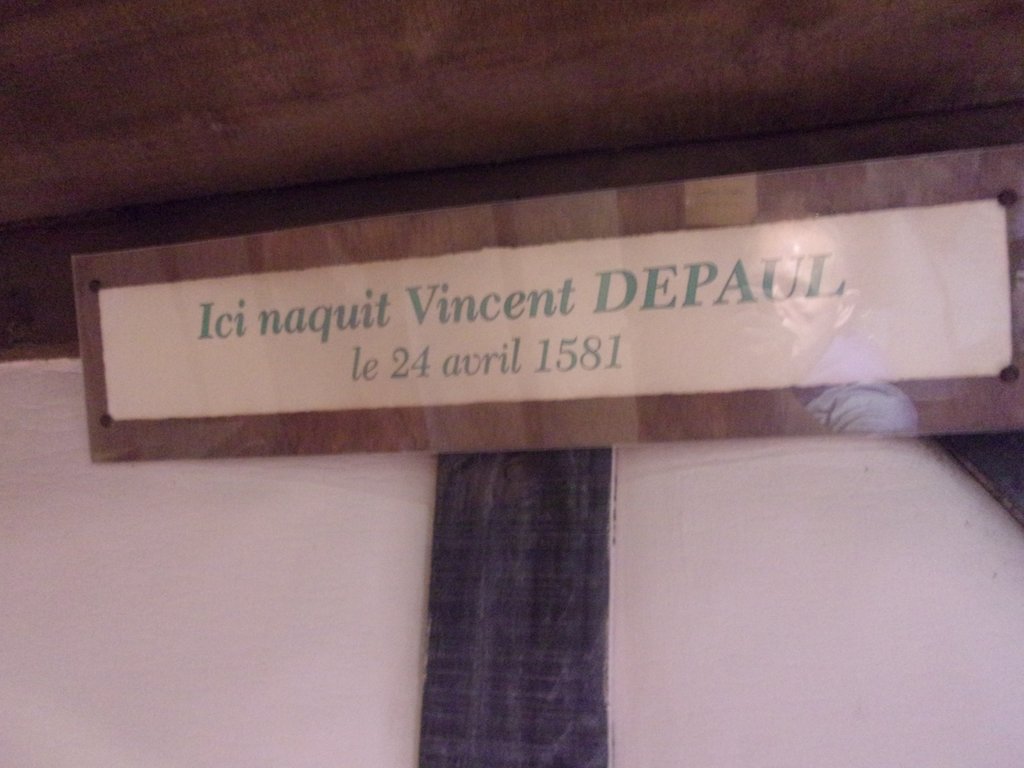 Ici naquit Vincent DEPAUL
le 24 avril 1581